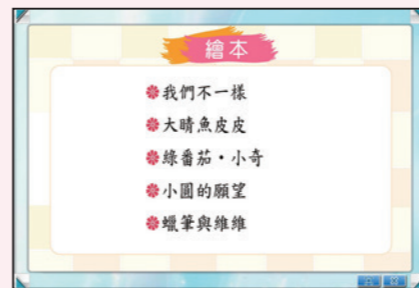 繪本
我們不一樣
大睛魚皮皮
綠番茄・小奇
小圓的願望
蠟筆與維維